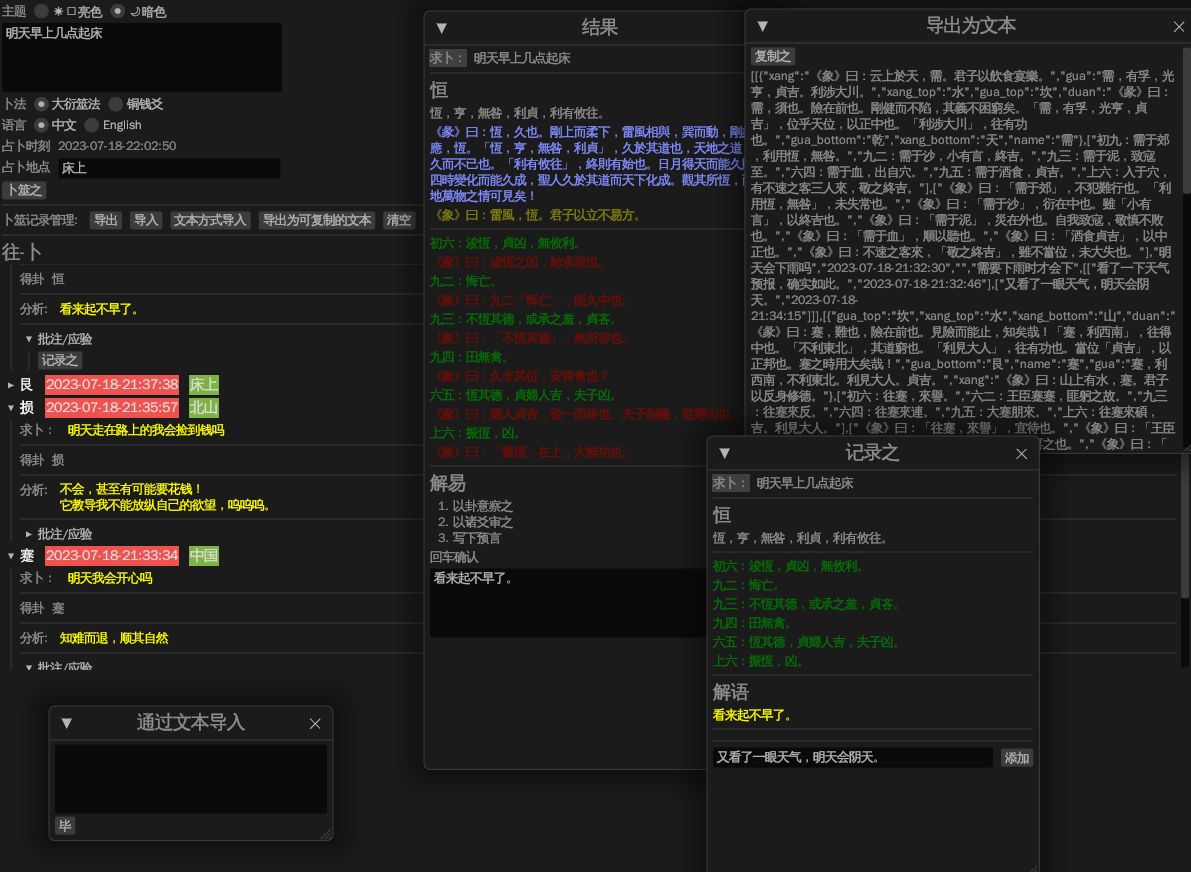 主题 ☀亮色 🌙暗色
明天早上几点起床
卜法 大衍筮法 铜钱爻
语言 中文 English
占卜时刻 2023-07-18-22:02:50
占卜地点 床上
卜筮之
卜筮记录管理: 导出 导入 文本方式导入 导出为可复制的文本 清空
往-卜
得卦 恒
分析: 看来起不早了。
批注/应验
记录之
艮 2023-07-18-21:37:38 床上
损 2023-07-18-21:35:57 北山
求卜： 明天走在路上的我会捡到钱吗
得卦 损
分析: 不会，甚至有可能要花钱！
它教导我不能放纵自己的欲望，呜呜呜。
批注/应验
蹇 2023-07-18-21:33:34 中国
求卜： 明天我会开心吗
得卦 蹇
分析: 知难而退，顺其自然
批注/应验
通过文本导入
毕
结果
求卜： 明天早上几点起床
恒
恆，亨，無咎，利貞，利有攸往。
《彖》曰：恆，久也。剛上而柔下，雷風相與，巽而動，剛
應，恆。「恆，亨，無咎，利貞」，久於其道也，天地之道
久而不已也。「利有攸往」，終則有始也。日月得天而能久
四時變化而能久成，聖人久於其道而天下化成。觀其所恆，
地萬物之情可見矣！
《象》曰：雷風，恆。君子以立不易方。
初六：浚恆，貞凶，無攸利。
《象》曰：浚恆之凶，始求深也。
九二：悔亡。
《象》曰：九二「悔亡」，能久中也。
九三：不恆其德，或承之羞，貞吝。
《象》曰：「不恆其德」，無所容也。
九四：田無禽。
《象》曰：久非其位，安得禽也？
六五：恆其德，貞婦人吉，夫子凶。
《象》曰：婦人貞吉，從一而終也。夫子制義，從婦凶也。
上六：振恆，凶。
《象》曰：「振恆」在上，大無功也。
解易
1. 以卦意察之
2. 以诸爻审之
3. 写下预言
回车确认
看来起不早了。
导出为文本
复制之
[[{"xang":"《象》曰：云上於天，需。君子以飲食宴樂。","gua":"需，有孚，光
亨，貞吉。利涉大川。","xang_top":"水","gua_top":"坎","duan":"《彖》曰：
需，須也。險在前也。剛健而不陷，其義不困窮矣。「需，有孚，光亨，貞
吉」，位乎天位，以正中也。「利涉大川」，往有功
也。","gua_bottom":"乾","xang_bottom":"天","name":"需"},["初九：需于郊
，利用恆，無咎。","九二：需于沙，小有言，終吉。","九三：需于泥，致寇
至。","六四：需于血，出自穴。","九五：需于酒食，貞吉。","上六：入于穴，
有不速之客三人來，敬之終吉。"],["《象》曰：「需于郊」，不犯難行也。「利
用恆，無咎」，未失常也。","《象》曰：「需于沙」，衍在中也。雖「小有
言」，以終吉也。","《象》曰：「需于泥」，災在外也。自我致寇，敬慎不敗
也。","《象》曰：「需于血」，順以聽也。","《象》曰：「酒食貞吉」，以中
正也。","《象》曰：不速之客來，「敬之終吉」，雖不當位，未大失也。"],"明
天会下雨吗","2023-07-18-21:32:30","","需要下雨时才会下",[["看了一下天气
预报，确实如此。","2023-07-18-21:32:46"],["又看了一眼天气，明天会阴
天。","2023-07-18-
21:34:15"]]],[{"gua_top":"坎","xang_top":"水","xang_bottom":"山","duan":"
《彖》曰：蹇，難也，險在前也。見險而能止，知矣哉！「蹇，利西南」，往得
中也。「不利東北」，其道窮也。「利見大人」，往有功也。當位「貞吉」，以
正邦也。蹇之時用大矣哉！","gua_bottom":"艮","name":"蹇","gua":"蹇，利
西南，不利東北。利見大人。貞吉。","xang":"《象》曰：山上有水，蹇。君子
以反身修德。"},["初六：往蹇，來譽。","六二：王臣蹇蹇，匪躬之故。","九三
：往蹇來反。","六四：往蹇來連。","九五：大蹇朋來。","上六：往蹇來碩，
吉。利見大人。"],["《象》曰：「往蹇，來譽」，宜待也。","《象》曰：「王臣
之也。","《象》曰：「
记录之
求卜： 明天早上几点起床
恒
恆，亨，無咎，利貞，利有攸往。
初六：浚恆，貞凶，無攸利。
九二：悔亡。
九三：不恆其德，或承之羞，貞吝。
九四：田無禽。
六五：恆其德，貞婦人吉，夫子凶。
上六：振恆，凶。
解语
看来起不早了。
又看了一眼天气，明天会阴天。 添加